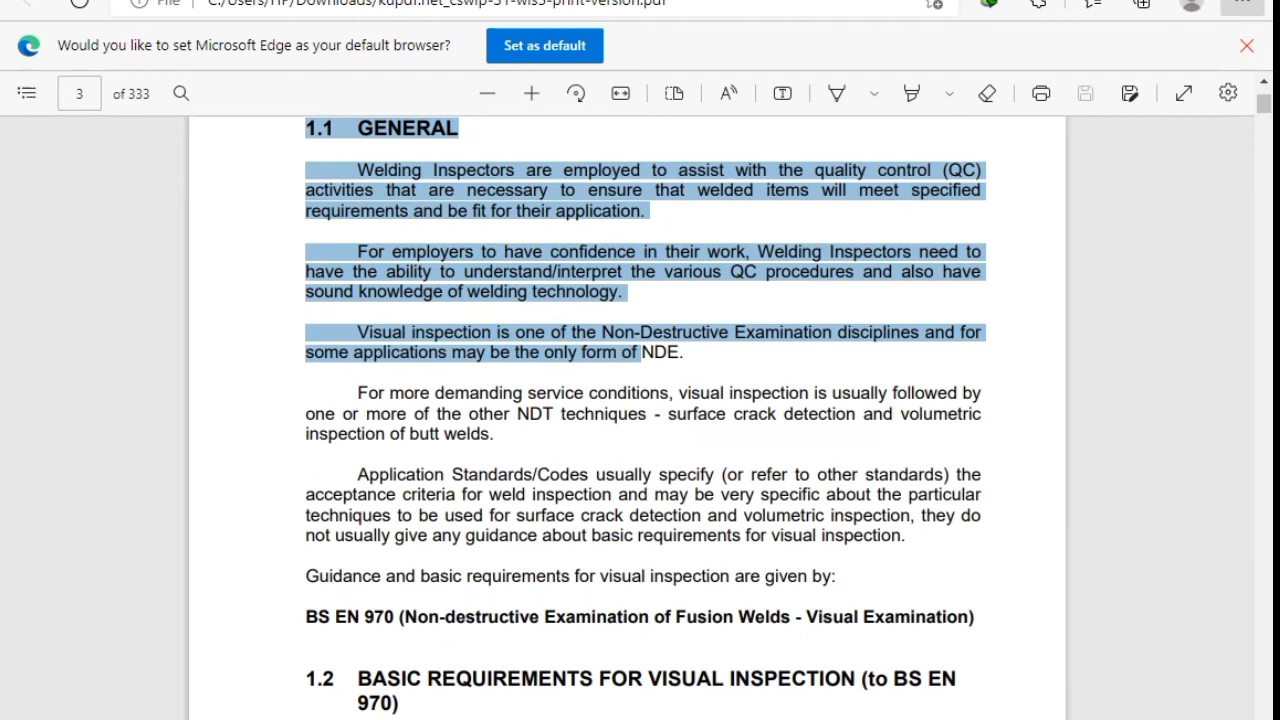 File
C:/Users/HP/Downloads/kupdf.net_cswip-31-wis5-print-version.pdf
Would you like to set Microsoft Edge as your default browser?
Set as default
3 of 333
1.1 GENERAL
Welding Inspectors are employed to assist with the quality control (QC)
activities that are necessary to ensure that welded items will meet specified
requirements and be fit for their application.
For employers to have confidence in their work, Welding Inspectors need to
have the ability to understand/interpret the various QC procedures and also have
sound knowledge of welding technology.
Visual inspection is one of the Non-Destructive Examination disciplines and for
some applications may be the only form of NDE.
For more demanding service conditions, visual inspection is usually followed by
one or more of the other NDT techniques - surface crack detection and volumetric
inspection of butt welds.
Application Standards/Codes usually specify (or refer to other standards) the
acceptance criteria for weld inspection and may be very specific about the particular
techniques to be used for surface crack detection and volumetric inspection, they do
not usually give any guidance about basic requirements for visual inspection.
Guidance and basic requirements for visual inspection are given by:
BS EN 970 (Non-destructive Examination of Fusion Welds - Visual Examination)
1.2 BASIC REQUIREMENTS FOR VISUAL INSPECTION (to BS EN
970)